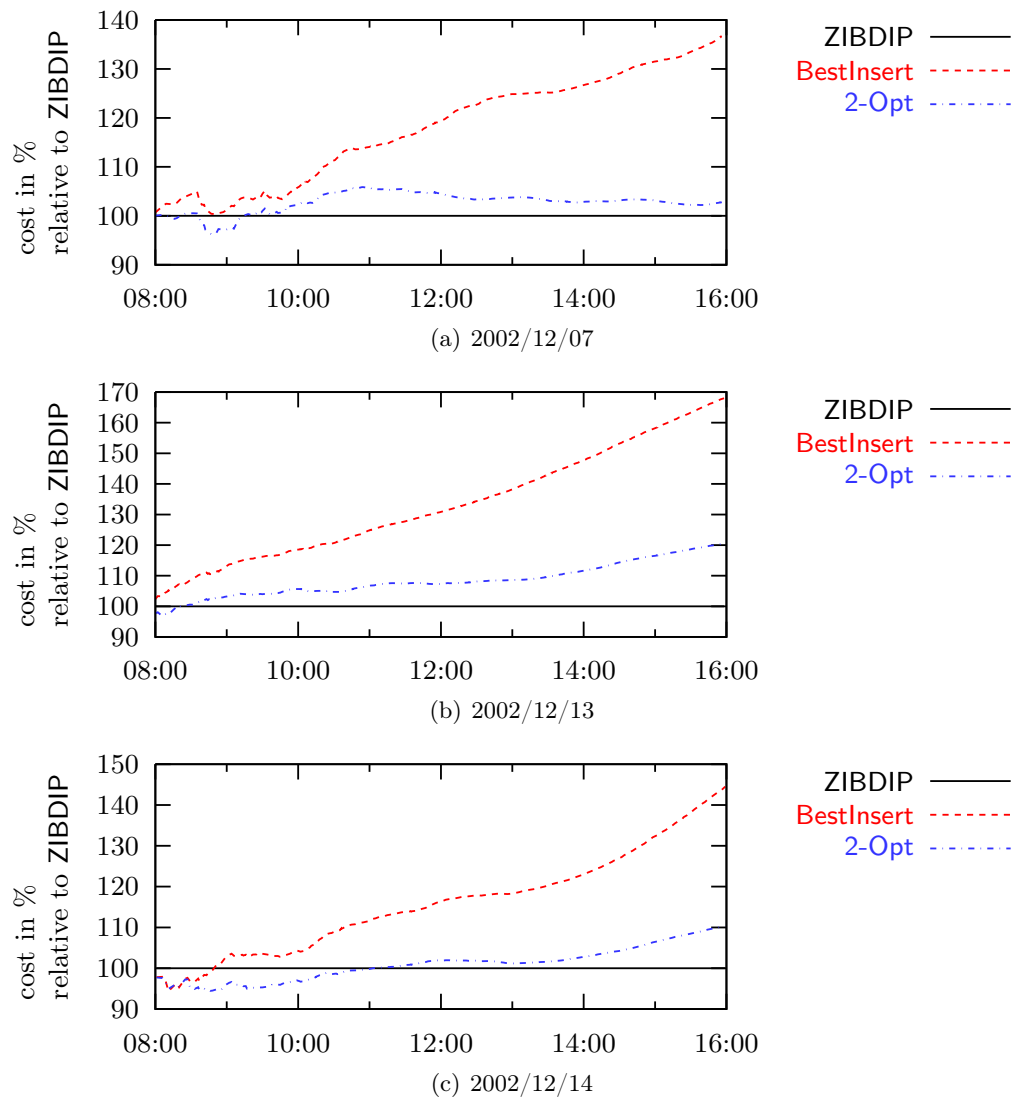 140
130
120
110
100
90
cost in %
relative to ZIBDIP
08:00 10:00 12:00 14:00 16:00
ZIBDIP
BestInsert
2-Opt
(a) 2002/12/07
170
160
150
140
130
120
110
100
90
cost in %
relative to ZIBDIP
08:00 10:00 12:00 14:00 16:00
ZIBDIP
BestInsert
2-Opt
(b) 2002/12/13
150
140
130
120
110
100
90
cost in %
relative to ZIBDIP
08:00 10:00 12:00 14:00 16:00
ZIBDIP
BestInsert
2-Opt
(c) 2002/12/14